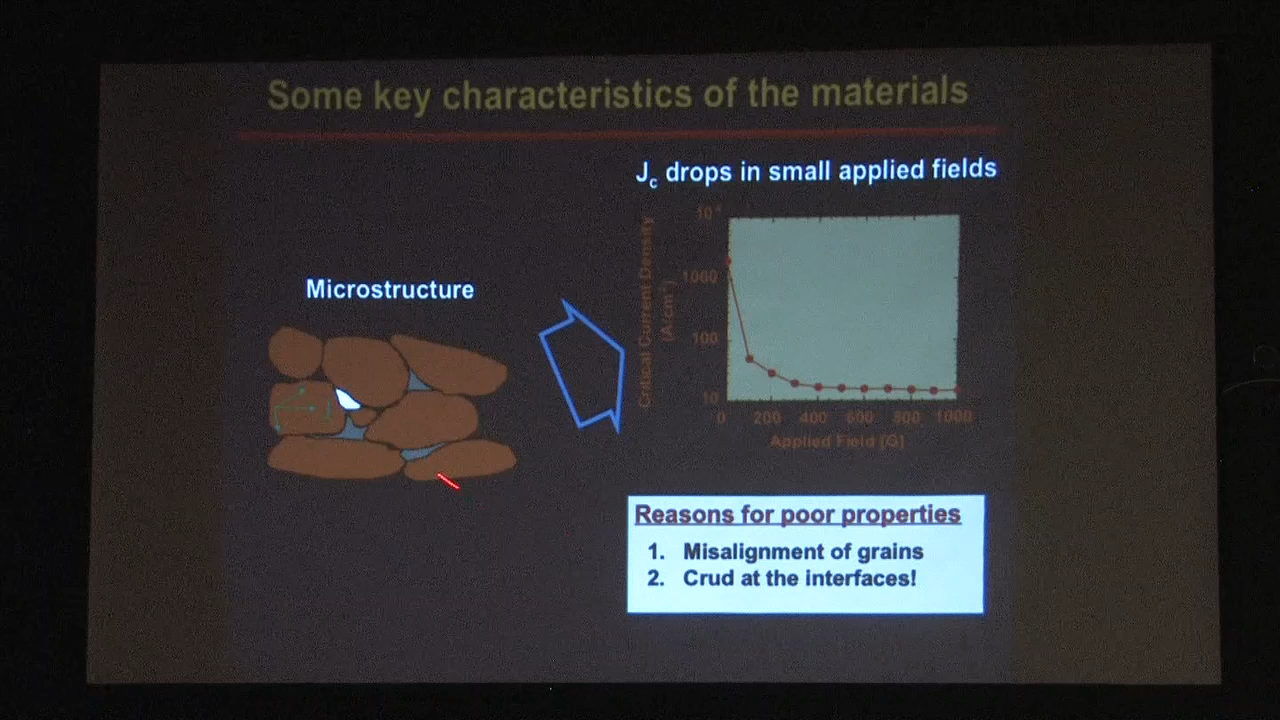 Some key characteristics of the materials
Jc drops in small applied fields
Microstructure
Critical Current Density
(A/cm²)
10⁴
1000
100
10
0 200 400 600 800 1000
Applied Field [G]
Reasons for poor properties
1. Misalignment of grains
2. Crud at the interfaces!